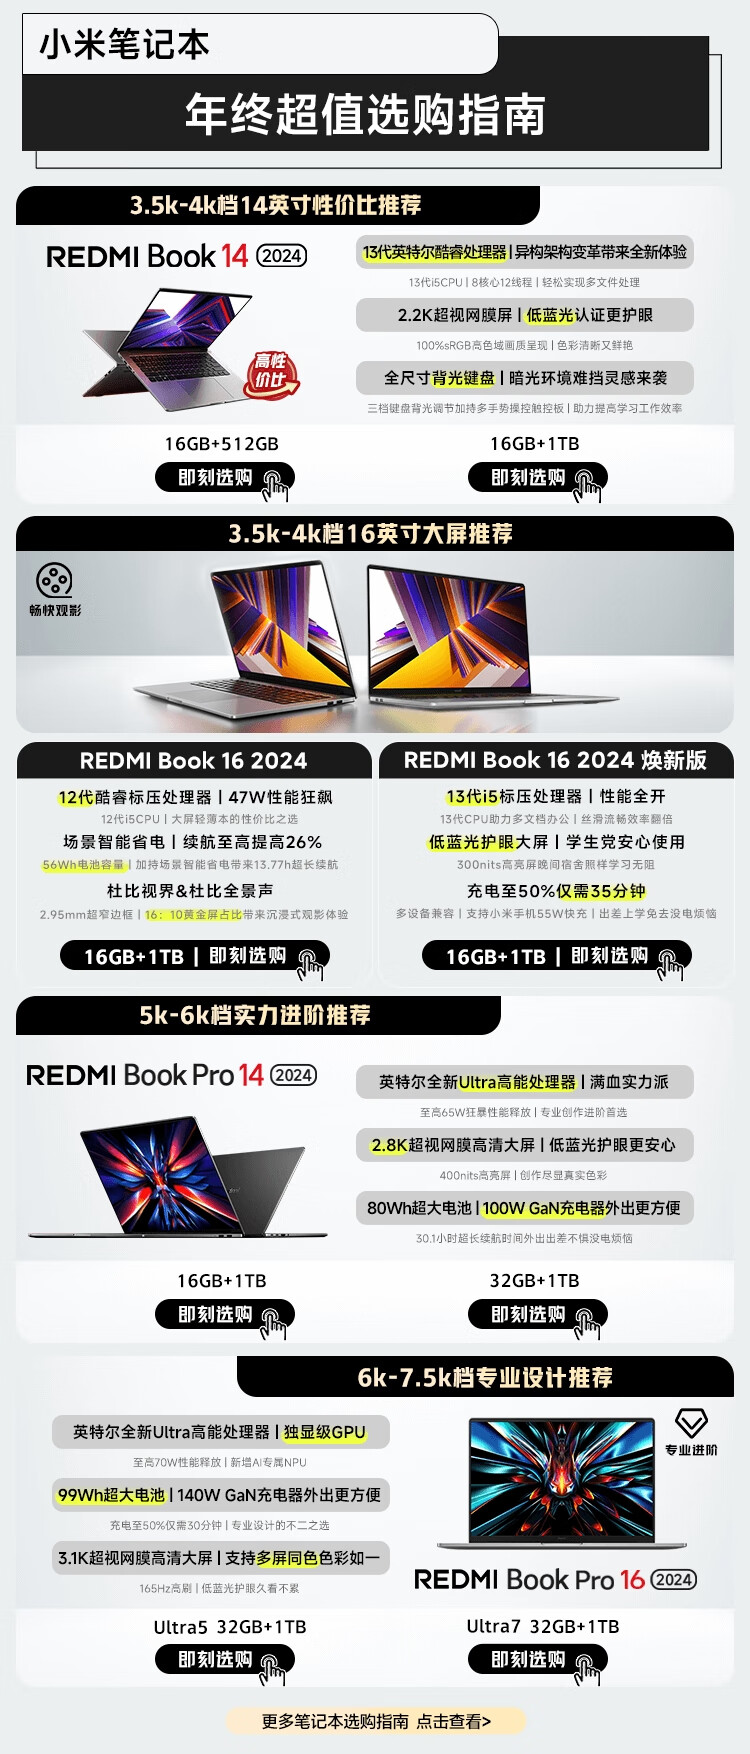 小米笔记本
年终超值选购指南
3.5k-4k档14英寸性价比推荐
REDMI Book 14 2024
高性
价比
13代英特尔酷睿处理器 | 异构架构变革带来全新体验
13代i5CPU | 8核心12线程 | 轻松实现多文件处理
2.2K超视网膜屏 | 低蓝光认证更护眼
100%sRGB高色域画质呈现 | 色彩清晰又鲜艳
全尺寸背光键盘 | 暗光环境难挡灵感来袭
三档键盘背光调节加持多手势操控触控板 | 助力提高学习工作效率
16GB+512GB
即刻选购
16GB+1TB
即刻选购
3.5k-4k档16英寸大屏推荐
畅快观影
REDMI Book 16 2024
12代酷睿标压处理器 | 47W性能狂飙
12代i5CPU | 大屏轻薄本的性价比之选
场景智能省电 | 续航至高提高26%
56Wh电池容量 | 加持场景智能省电带来13.77h超长续航
杜比视界&杜比全景声
2.95mm超窄边框 | 16：10黄金屏占比带来沉浸式观影体验
16GB+1TB | 即刻选购
REDMI Book 16 2024 焕新版
13代i5标压处理器 | 性能全开
13代CPU助力多文档办公 | 丝滑流畅效率翻倍
低蓝光护眼大屏 | 学生党安心使用
300nits高亮屏晚间宿舍照样学习无阻
充电至50%仅需35分钟
多设备兼容 | 支持小米手机55W快充 | 出差上学免去没电烦恼
16GB+1TB | 即刻选购
5k-6k档实力进阶推荐
REDMI Book Pro 14 2024
英特尔全新Ultra高能处理器 | 满血实力派
至高65W狂暴性能释放 | 专业创作进阶首选
2.8K超视网膜高清大屏 | 低蓝光护眼更安心
400nits高亮屏 | 创作尽显真实色彩
80Wh超大电池 | 100W GaN充电器外出更方便
30.1小时超长续航时间外出出差不惧没电烦恼
16GB+1TB
即刻选购
32GB+1TB
即刻选购
6k-7.5k档专业设计推荐
英特尔全新Ultra高能处理器 | 独显级GPU
至高70W性能释放 | 新增AI专属NPU
99Wh超大电池 | 140W GaN充电器外出更方便
充电至50%仅需30分钟 | 专业设计的不二之选
3.1K超视网膜高清大屏 | 支持多屏同色色彩如一
165Hz高刷 | 低蓝光护眼久看不累
专业进阶
REDMI Book Pro 16 2024
Ultra5 32GB+1TB
即刻选购
Ultra7 32GB+1TB
即刻选购
更多笔记本选购指南 点击查看>